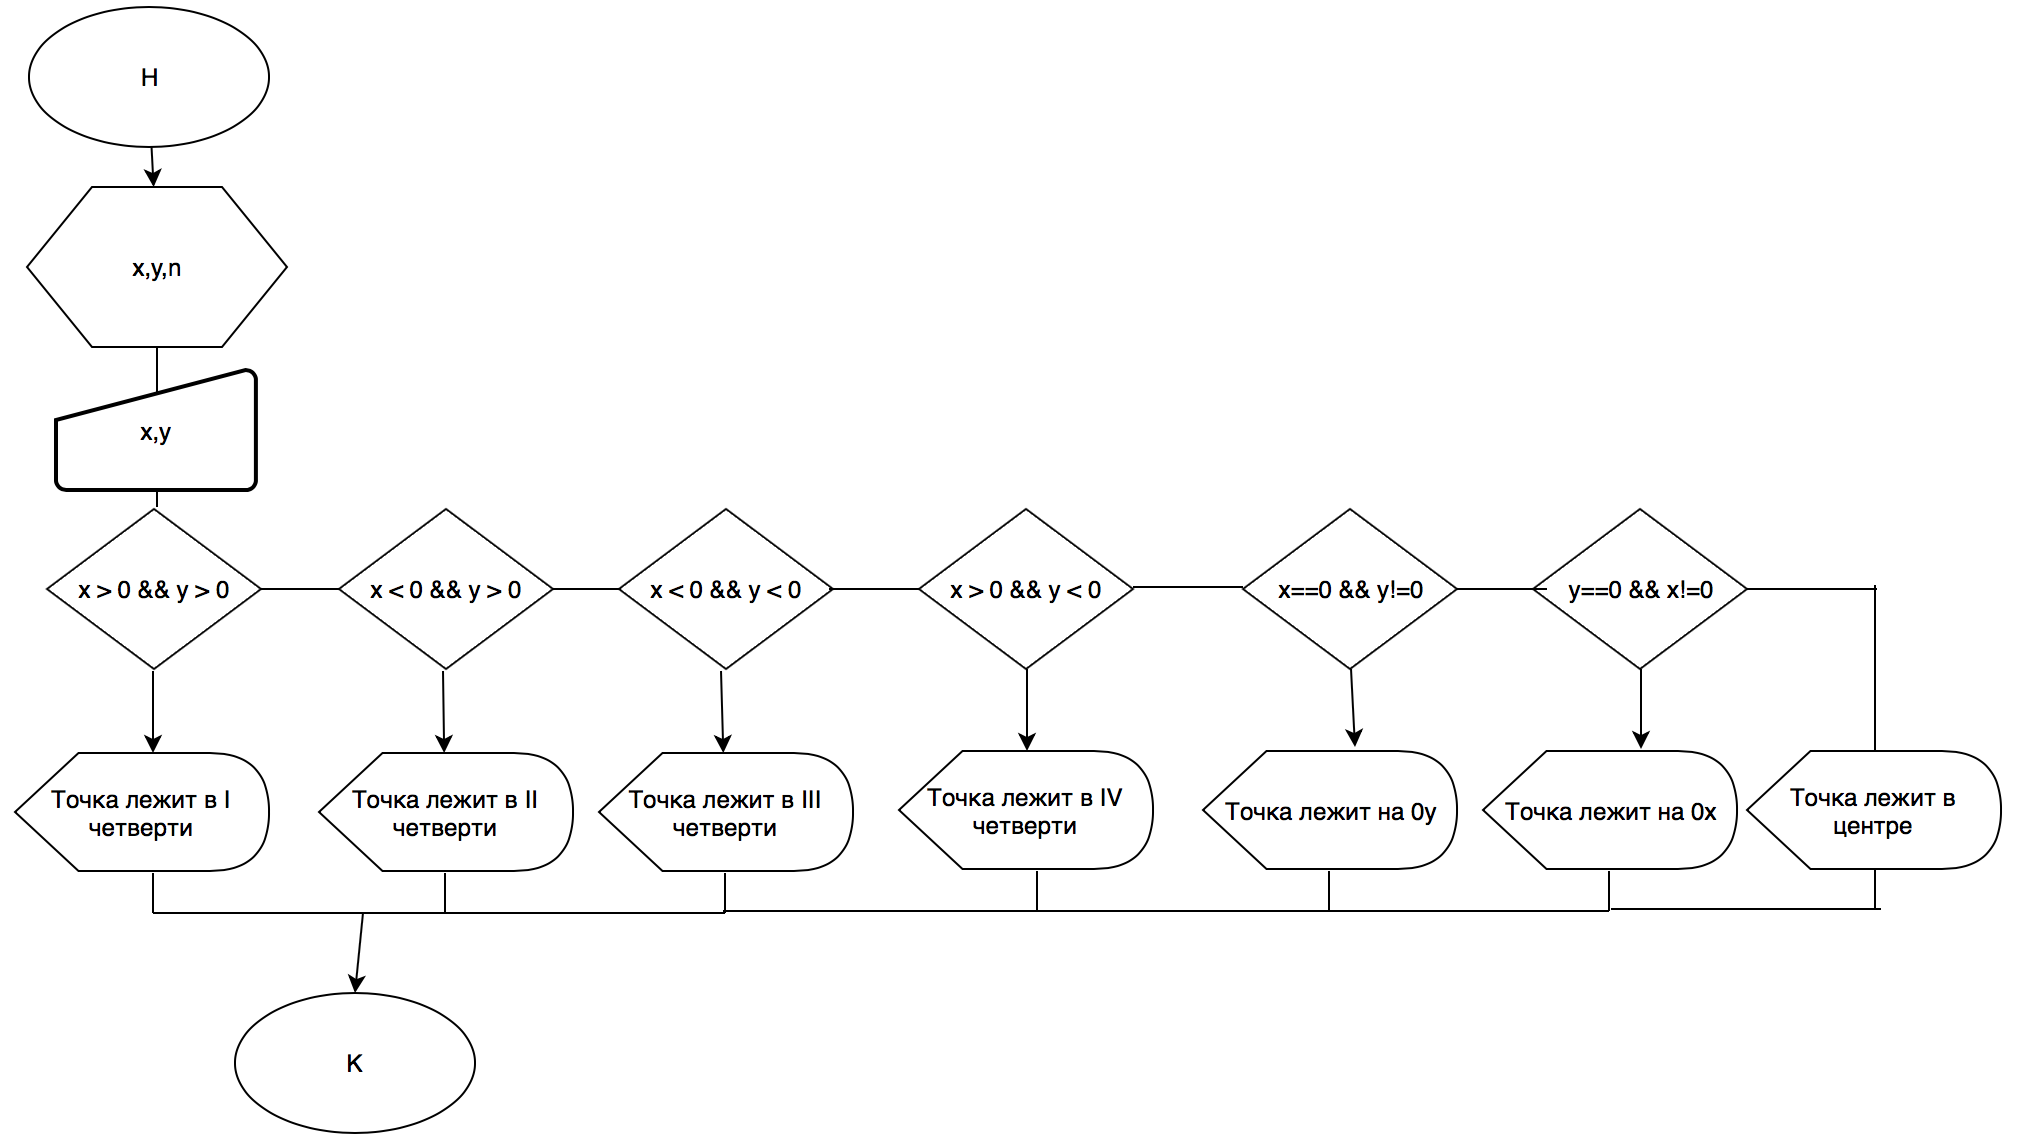 Н
x,y,n
x,y
x > 0 && y > 0
x < 0 && y > 0
x < 0 && y < 0
x > 0 && y < 0
x==0 && y!=0
y==0 && x!=0
Точка лежит в I
четверти
Точка лежит в II
четверти
Точка лежит в III
четверти
Точка лежит в IV
четверти
Точка лежит на 0y
Точка лежит на 0x
Точка лежит в
центре
К